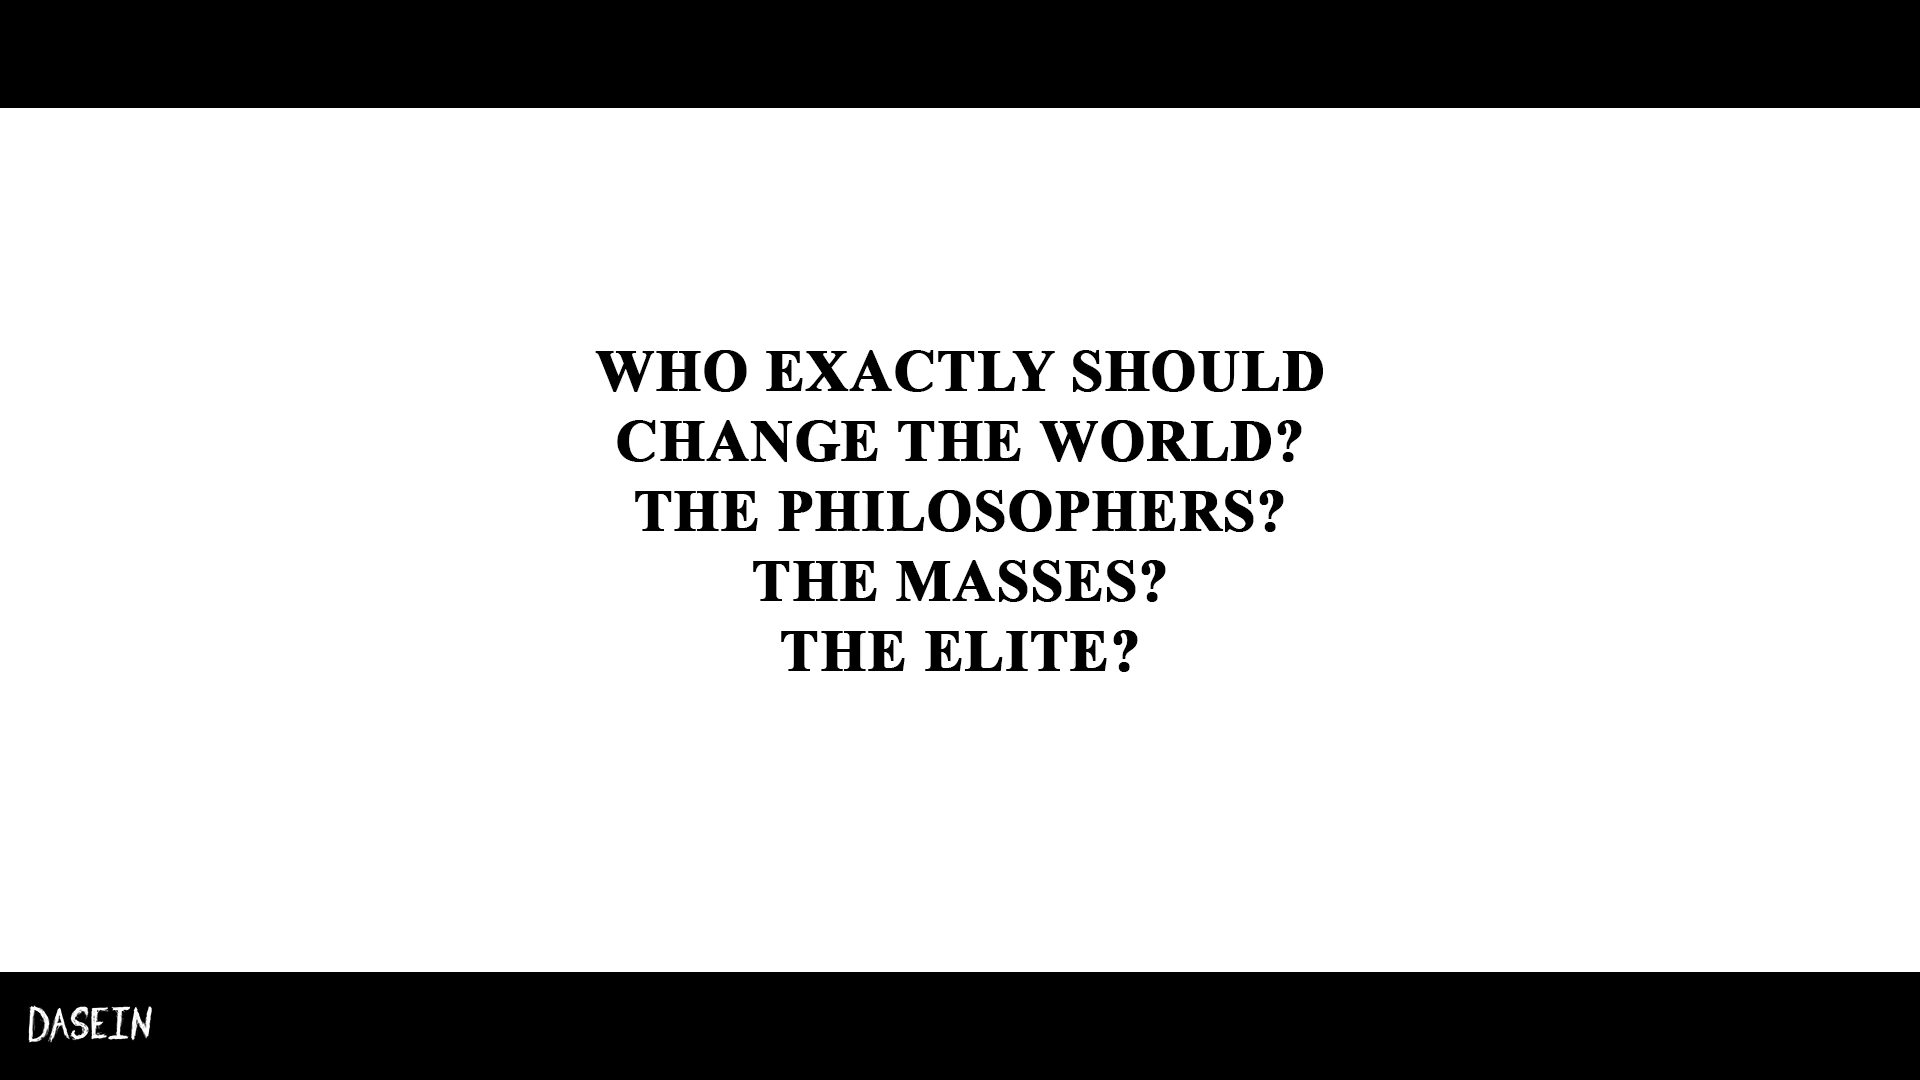 WHO EXACTLY SHOULD
CHANGE THE WORLD?
THE PHILOSOPHERS?
THE MASSES?
THE ELITE?
DASEIN